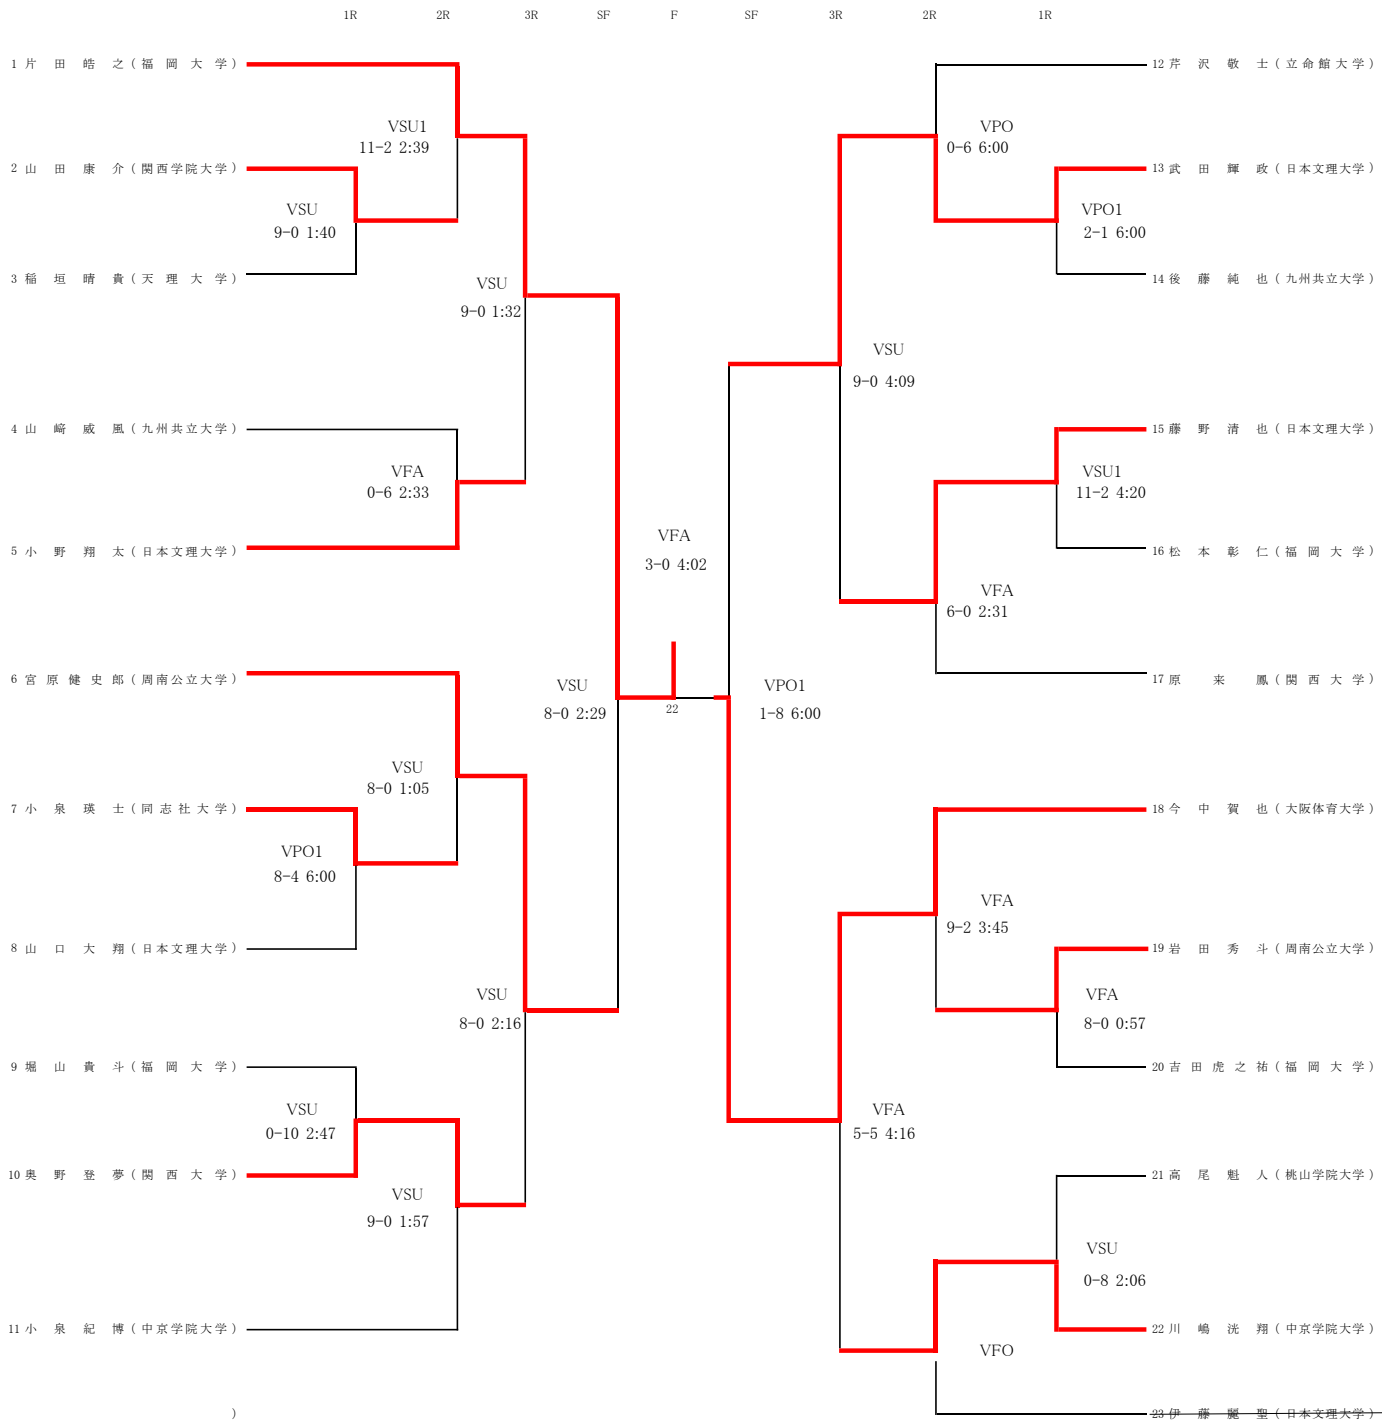 1R 2R 3R SF F SF 3R 2R 1R
1 片田皓之(福岡大学)
12 芹沢敬士(立命館大学)
VSU1
11-2 2:39
VPO
0-6 6:00
2 山田康介(関西学院大学)
13 武田輝政(日本文理大学)
VSU
9-0 1:40
VPO1
2-1 6:00
3 稲垣晴貴(天理大学)
14 後藤純也(九州共立大学)
VSU
9-0 1:32
VSU
9-0 4:09
4 山﨑威風(九州共立大学)
15 藤野清也(日本文理大学)
VFA
0-6 2:33
VSU1
11-2 4:20
5 小野翔太(日本文理大学)
16 松本彰仁(福岡大学)
VFA
3-0 4:02
VFA
6-0 2:31
6 宮原健史郎(周南公立大学)
17 原来鳳(関西大学)
VSU
8-0 2:29
22
VPO1
1-8 6:00
VSU
8-0 1:05
7 小泉瑛士(同志社大学)
18 今中賀也(大阪体育大学)
VPO1
8-4 6:00
VFA
9-2 3:45
8 山口大翔(日本文理大学)
19 岩田秀斗(周南公立大学)
VSU
8-0 2:16
VFA
8-0 0:57
9 堀山貴斗(福岡大学)
20 吉田虎之祐(福岡大学)
VSU
0-10 2:47
VFA
5-5 4:16
10 奥野登夢(関西大学)
21 高尾魁人(桃山学院大学)
VSU
9-0 1:57
VSU
0-8 2:06
11 小泉紀博(中京学院大学)
22 川嶋洸翔(中京学院大学)
VFO
)
23 伊藤麗聖(日本文理大学)